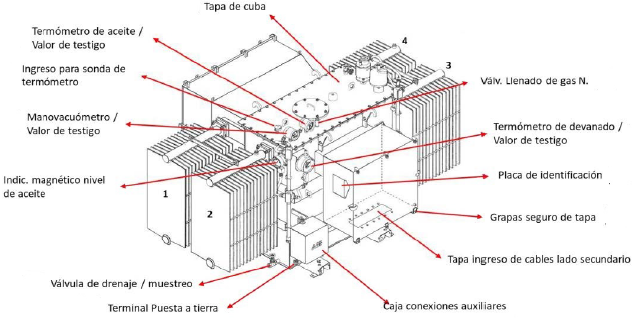 Tapa de cuba
Termómetro de aceite /
Valor de testigo
4
3
Ingreso para sonda de
termómetro
Válv. Llenado de gas N.
Manovacuómetro /
Valor de testigo
Termómetro de devanado /
Valor de testigo
Placa de identificación
Indic. magnético nivel
de aceite
1
2
Grapas seguro de tapa
ABB
Tapa ingreso de cables lado secundario
Válvula de drenaje / muestreo
Terminal Puesta a tierra
Caja conexiones auxiliares